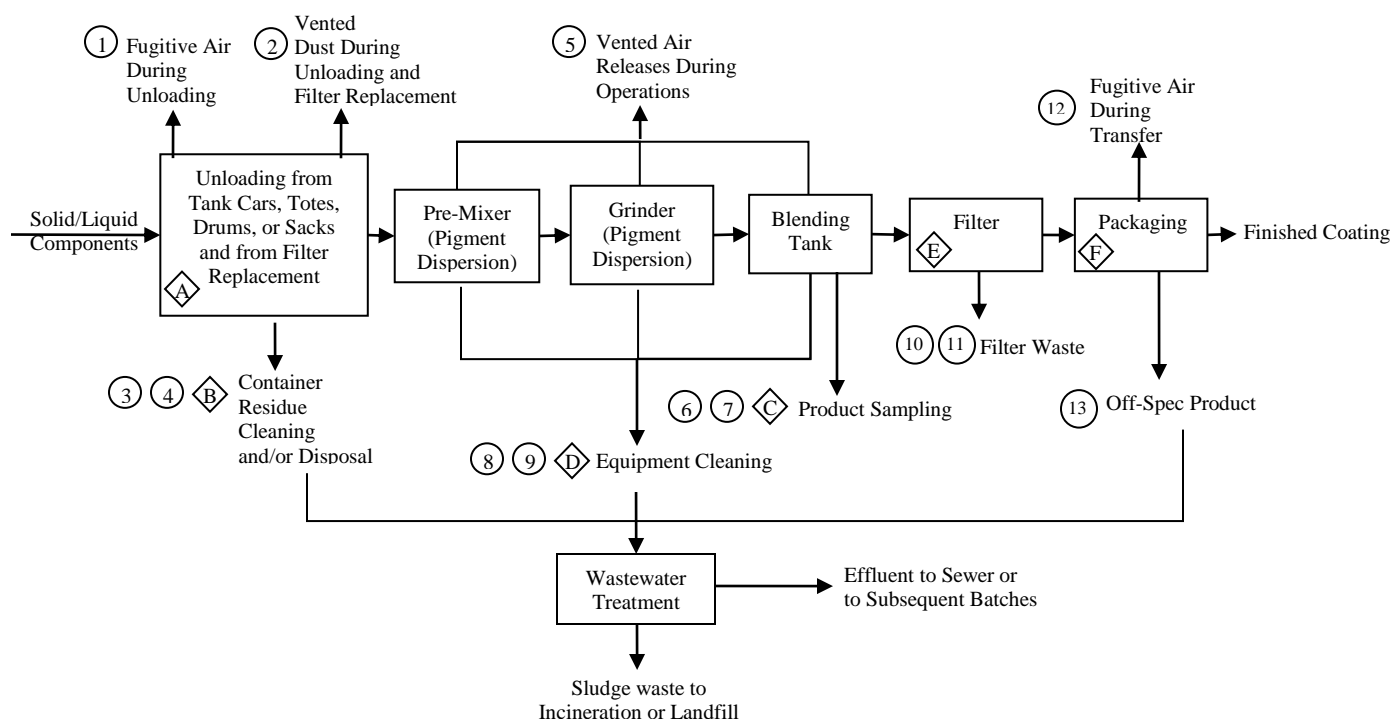 1 Fugitive Air
During
Unloading
2 Vented
Dust During
Unloading and
Filter Replacement
5 Vented Air
Releases During
Operations
12 Fugitive Air
During
Transfer
Solid/Liquid
Components
Unloading from
Tank Cars, Totes,
Drums, or Sacks
and from Filter
Replacement
A
Pre-Mixer
(Pigment
Dispersion)
Grinder
(Pigment
Dispersion)
Blending
Tank
Filter
E
Packaging
F
Finished Coating
3 4 B Container
Residue
Cleaning
and/or Disposal
6 7 C Product Sampling
10 11 Filter Waste
13 Off-Spec Product
8 9 D Equipment Cleaning
Wastewater
Treatment
Effluent to Sewer or
to Subsequent Batches
Sludge waste to
Incineration or Landfill